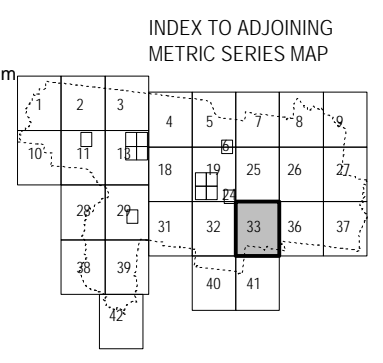 INDEX TO ADJOINING
METRIC SERIES MAP
m
1 2 3
4 5 7 8 9
6
10 11 13
18 19 25 26 27
24
28 29
31 32 33 36 37
38 39
40 41
42